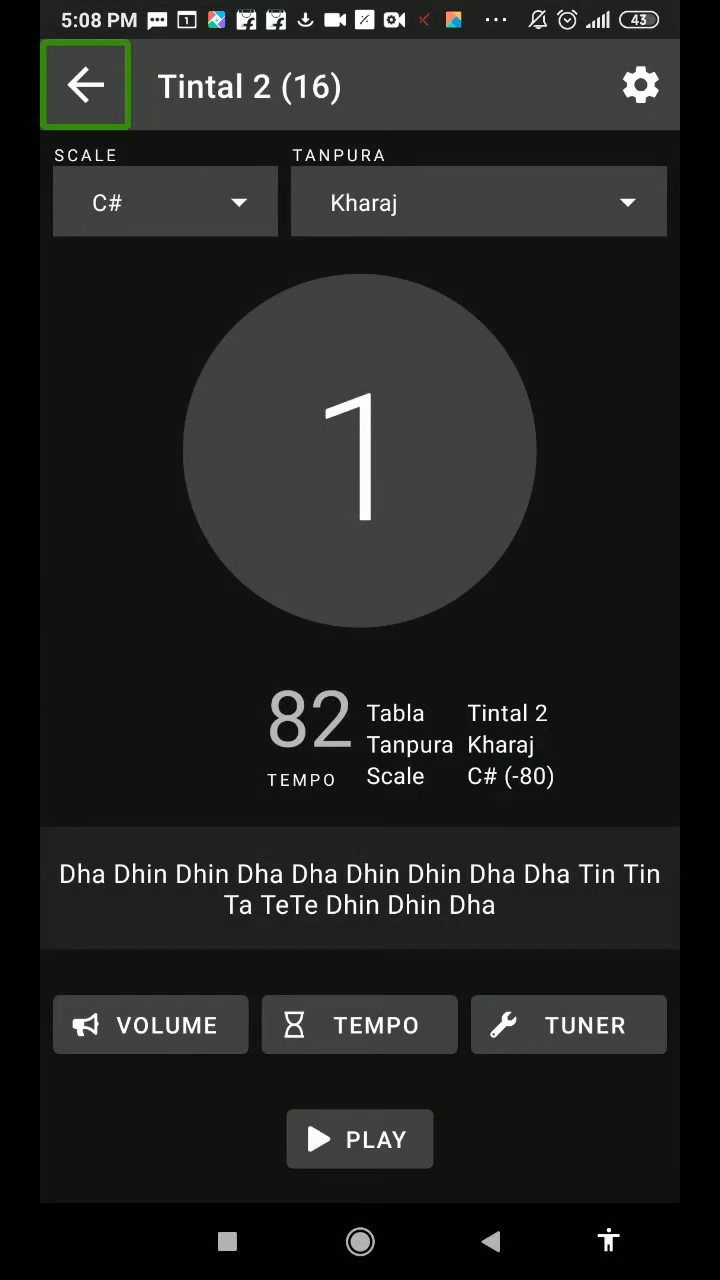 5:08 PM 1 43
Tintal 2 (16)
SCALE TANPURA
C# Kharaj
1
82 TEMPO
Tabla Tintal 2
Tanpura Kharaj
Scale C# (-80)
Dha Dhin Dhin Dha Dha Dhin Dhin Dha Dha Tin Tin
Ta TeTe Dhin Dhin Dha
VOLUME TEMPO TUNER
PLAY